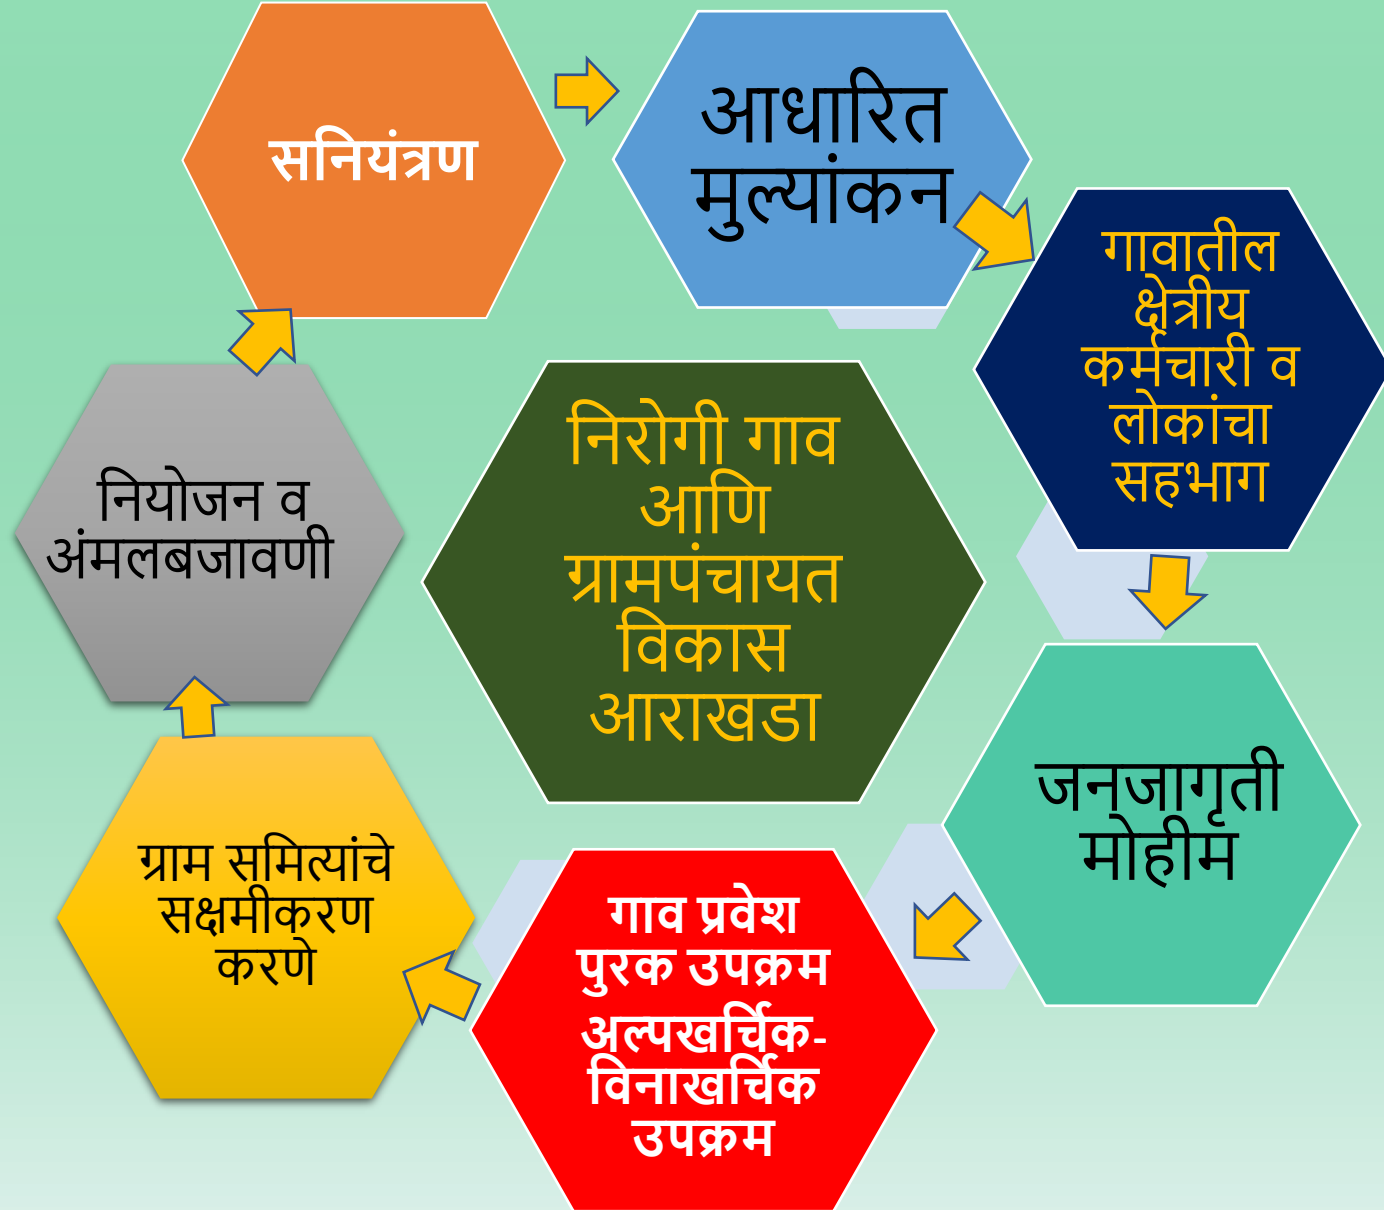 सनियंत्रण
आधारित
मुल्यांकन
गावातील
क्षेत्रीय
कर्मचारी व
लोकांचा
सहभाग
जनजागृती
मोहीम
गाव प्रवेश
पुरक उपक्रम
अल्पखर्चिक-
विनाखर्चिक
उपक्रम
ग्राम समित्यांचे
सक्षमीकरण
करणे
नियोजन व
अंमलबजावणी
निरोगी गाव
आणि
ग्रामपंचायत
विकास
आराखडा